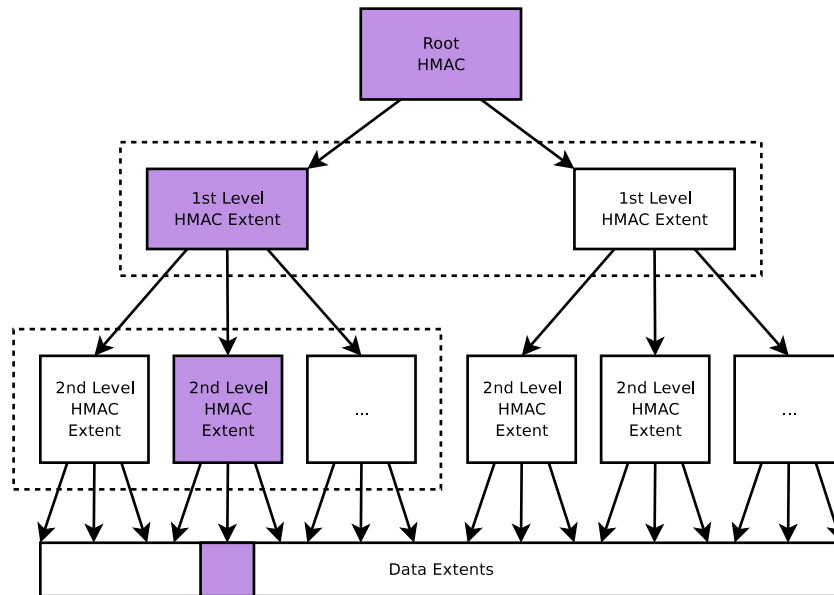 Root
HMAC
1st Level
HMAC Extent
1st Level
HMAC Extent
2nd Level
HMAC
Extent
2nd Level
HMAC
Extent
...
2nd Level
HMAC
Extent
2nd Level
HMAC
Extent
...
Data Extents